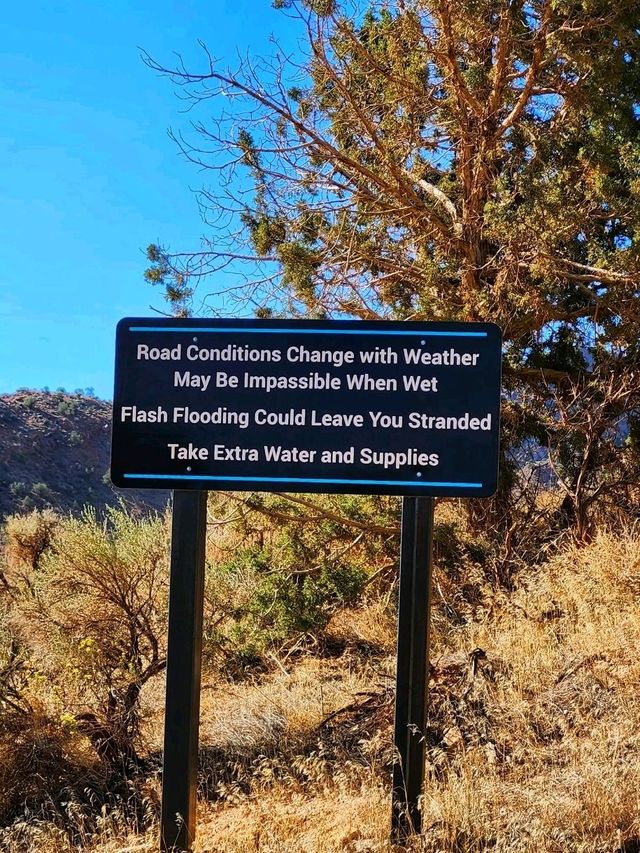 Road Conditions Change with Weather
May Be Impassible When Wet
Flash Flooding Could Leave You Stranded
Take Extra Water and Supplies